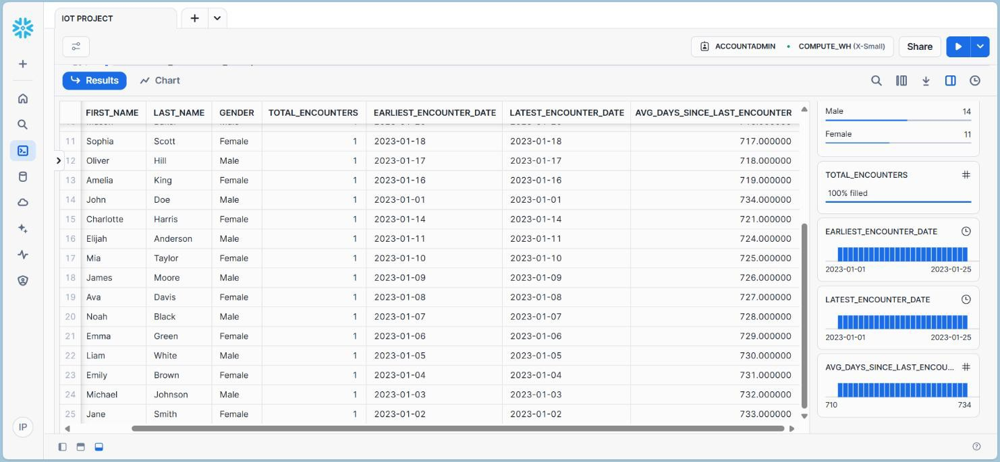 IOT PROJECT
ACCOUNTADMIN • COMPUTE_WH (X-Small) Share
Results Chart
FIRST_NAME LAST_NAME GENDER TOTAL_ENCOUNTERS EARLIEST_ENCOUNTER_DATE LATEST_ENCOUNTER_DATE AVG_DAYS_SINCE_LAST_ENCOUNTER
11 Sophia Scott Female 1 2023-01-18 2023-01-18 717.000000
12 Oliver Hill Male 1 2023-01-17 2023-01-17 718.000000
13 Amelia King Female 1 2023-01-16 2023-01-16 719.000000
14 John Doe Male 1 2023-01-01 2023-01-01 734.000000
15 Charlotte Harris Female 1 2023-01-14 2023-01-14 721.000000
16 Elijah Anderson Male 1 2023-01-11 2023-01-11 724.000000
17 Mia Taylor Female 1 2023-01-10 2023-01-10 725.000000
18 James Moore Male 1 2023-01-09 2023-01-09 726.000000
19 Ava Davis Female 1 2023-01-08 2023-01-08 727.000000
20 Noah Black Male 1 2023-01-07 2023-01-07 728.000000
21 Emma Green Female 1 2023-01-06 2023-01-06 729.000000
22 Liam White Male 1 2023-01-05 2023-01-05 730.000000
23 Emily Brown Female 1 2023-01-04 2023-01-04 731.000000
24 Michael Johnson Male 1 2023-01-03 2023-01-03 732.000000
25 Jane Smith Female 1 2023-01-02 2023-01-02 733.000000
Male 14
Female 11
TOTAL_ENCOUNTERS #
100% filled
EARLIEST_ENCOUNTER_DATE
2023-01-01 2023-01-25
LATEST_ENCOUNTER_DATE
2023-01-01 2023-01-25
AVG_DAYS_SINCE_LAST_ENCOU... #
710 734
IP